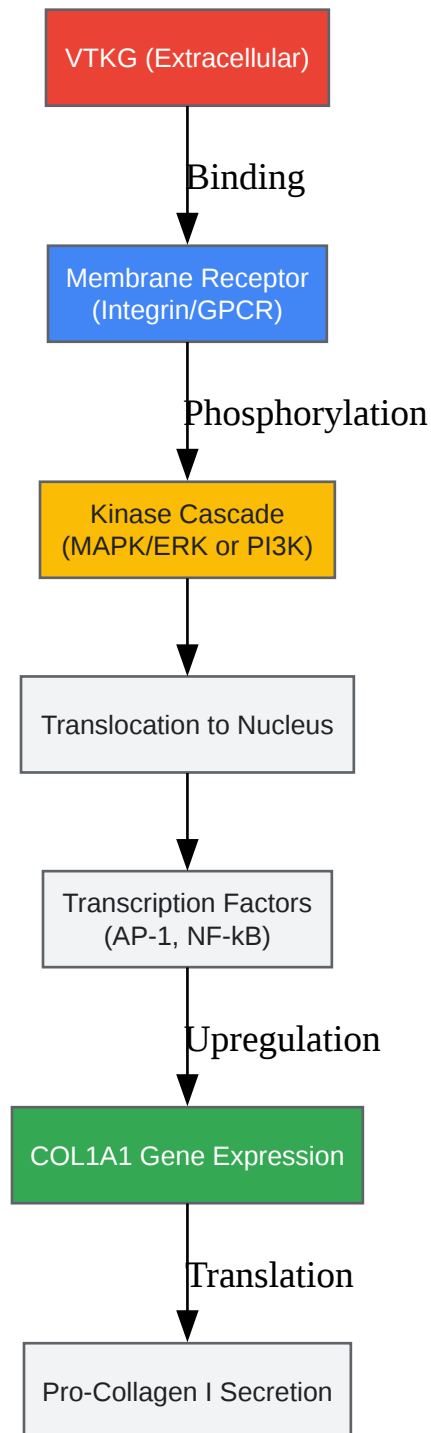 VTKG (Extracellular)
Binding
Membrane Receptor
(Integrin/GPCR)
Phosphorylation
Kinase Cascade
(MAPK/ERK or PI3K)
Translocation to Nucleus
Transcription Factors
(AP-1, NF-kB)
Upregulation
COL1A1 Gene Expression
Translation
Pro-Collagen I Secretion